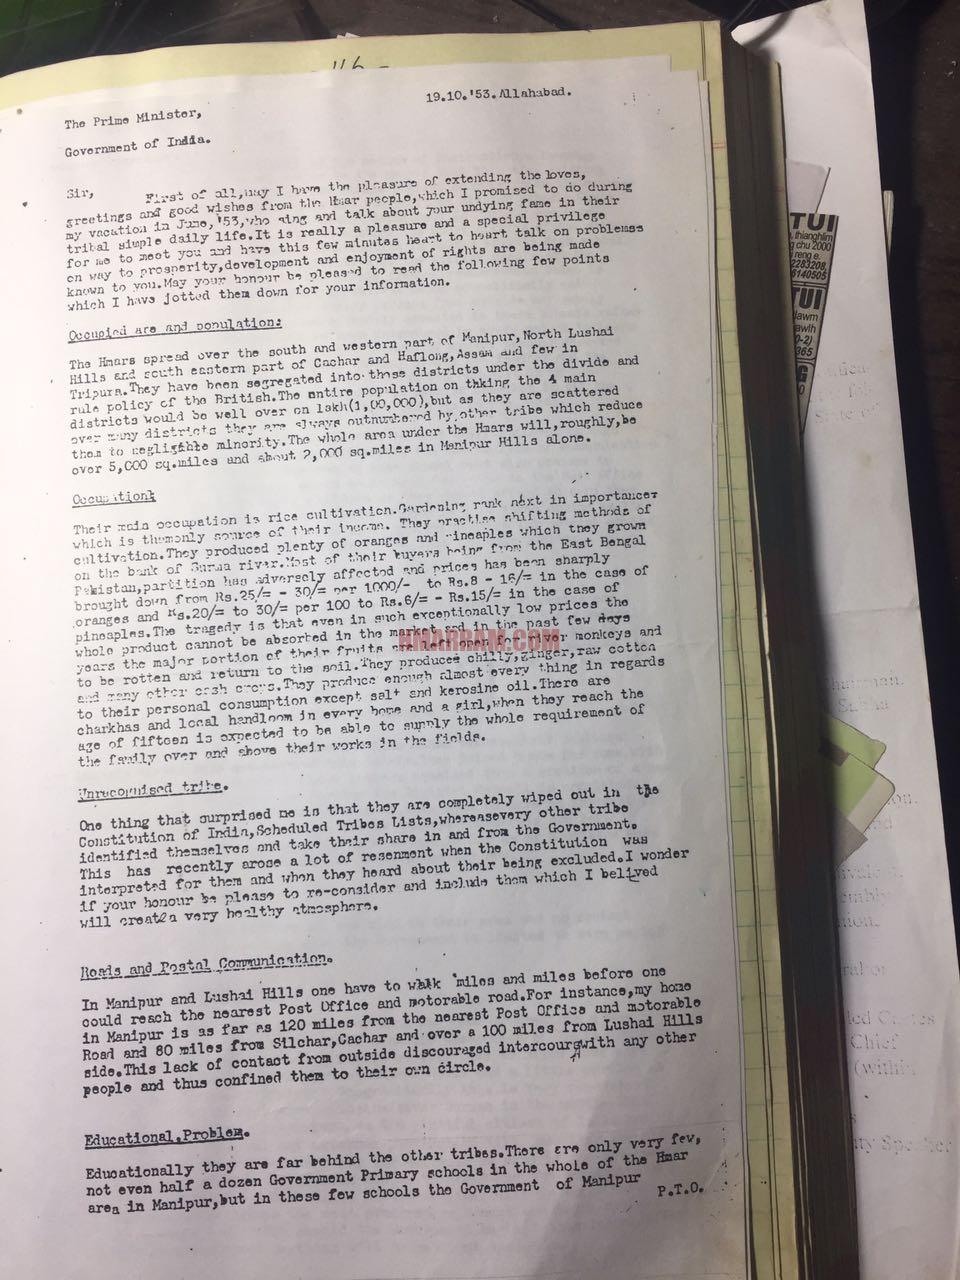 19.10.'53.Allahabad.
The Prime Minister,
Government of India.
Sir, First of all,may I have the pleasure of extending the loves,
greetings and good wishes from the Hmar people,which I promised to do during
my vacation in June,'53,who sing and talk about your undying fame in their
tribal simple daily life.It is really a pleasure and a special privilege
for me to meet you and have this few minutes heart to heart talk on problems
on way to prosperity,development and enjoyment of rights are being made
known to you.May your honour be pleased to read the following few points
which I have jotted them down for your information.
Occupied are and population:
The Hmars spread over the south and western part of Manipur,North Lushai
Hills and south eastern part of Cachar and Haflong,Assam and few in
Tripura.They have been segregated into those districts under the divide and
rule policy of the British.The entire population on thking the 4 main
districts would be well over on lakh(1,00,000),but as they are scattered
over many districts they are always outnumbered by other tribe which reduce
them to negligible minority.The whole area under the Hmars will,roughly,be
over 5,000 sq.miles and about 2,000 sq.miles in Manipur Hills alone.
Occupation:
Their main occupation is rice cultivation.Gardening rank next in importance
which is themonly source of their income. They practise shifting methods of
cultivation.They produced plenty of oranges and pineaples which they grown
on the bank of Surma river.Most of their buyers being from the East Bengal
Pakistan,partition has adversely affected and prices has been sharply
brought down from Rs.25/= - 30/= per 1000/- to Rs.8 - 15/= in the case of
oranges and Rs.20/= to 30/= per 100 to Rs.6/= - Rs.15/= in the case of
pineaples.The tragedy is that even in such exceptionally low prices the
whole product cannot be absorbed in the market and in the past few days
years the major portion of their fruits are left open for river monkeys and
HMARRAM.COM
to be rotten and return to the soil.They produces chilly,ginger,raw cotton
and many other cash crops.They produce enough almost every thing in regards
to their personal consumption except salt and kerosine oil.There are
charkhas and local handloom in every home and a girl,when they reach the
age of fifteen is expected to be able to supply the whole requirement of
the family over and above their works in the fields.
Unrecognised tribe.
One thing that surprised me is that they are completely wiped out in the
Constitution of India,Scheduled Tribes Lists,whereasevery other tribe
identified themselves and take their share in and from the Government.
This has recently arose a lot of resenment when the Constitution was
interpreted for them and when they heard about their being excluded.I wonder
if your honour be please to re-consider and include them which I belived
will create a very healthy atmosphere.
Roads and Postal Communication.
In Manipur and Lushai Hills one have to walk miles and miles before one
could reach the nearest Post Office and motorable road.For instance,my home
in Manipur is as far as 120 miles from the nearest Post Office and motorable
Road and 80 miles from Silchar,Cachar and over a 100 miles from Lushai Hills
side.This lack of contact from outside discouraged intercourse with any other
people and thus confined them to their own circle.
Educational.Problem.
Educationally they are far behind the other tribes.There are only very few,
not even half a dozen Government Primary schools in the whole of the Hmar
area in Manipur,but in these few schools the Government of Manipur
P.T.O.
TUI
thianghlim
chu 2000
reng e.
2283208,
6140505
TUI
365